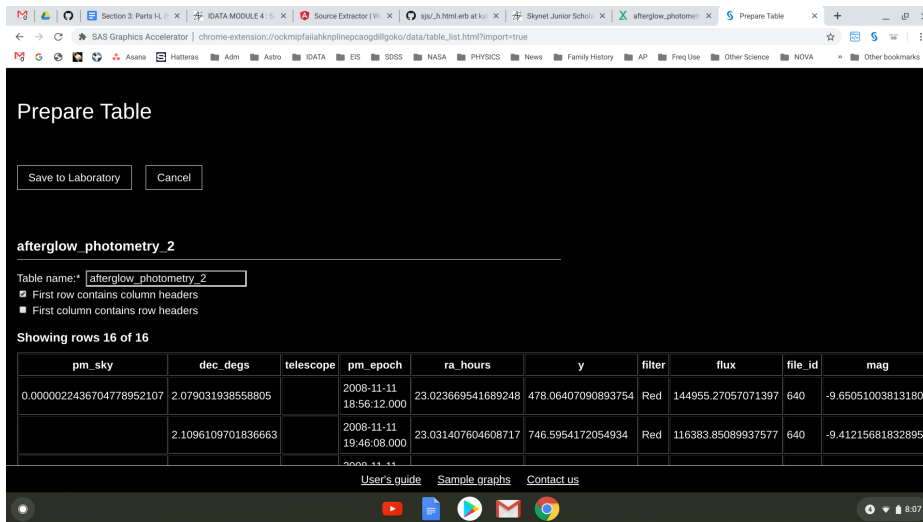 Section 3: Parts I-L (
IDATA MODULE 4 : S
Source Extractor | W
sjs/_h.html.erb at ka
Skynet Junior Schola
afterglow_photomet
Prepare Table
SAS Graphics Accelerator | chrome-extension://ockmipfaiiahknplinepcaogdillgoko/data/table_list.html?import=true
Asana Hatteras Adm Astro IDATA EIS SDSS NASA PHYSICS News Family History AP Freq Use Other Science NOVA » Other bookmarks
Prepare Table
Save to Laboratory Cancel
afterglow_photometry_2
Table name:* afterglow_photometry_2
First row contains column headers
First column contains row headers
Showing rows 16 of 16
pm_sky dec_degs telescope pm_epoch ra_hours y filter flux file_id mag
0.0000022436704778952107 2.079031938558805 2008-11-11 18:56:12.000 23.023669541689248 478.06407090893754 Red 144955.27057071397 640 -9.65051003813180
2.1096109701836663 2008-11-11 19:46:08.000 23.031407604608717 746.5954172054934 Red 116383.85089937577 640 -9.41215681832895
2008-11-11
User's guide Sample graphs Contact us
4 8:07